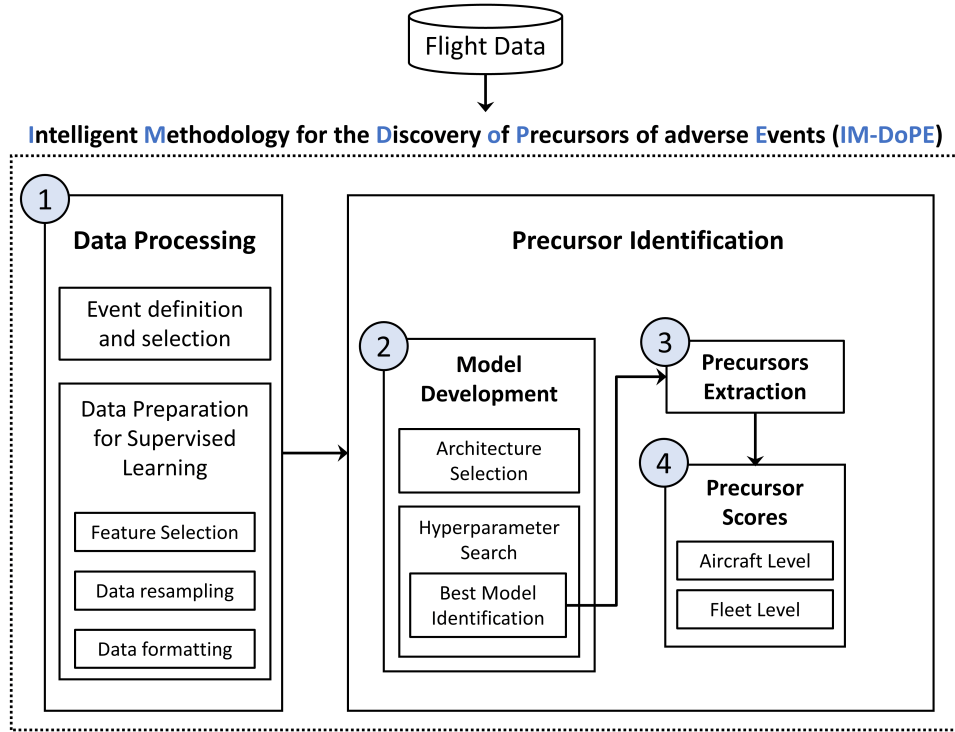 Flight Data
Intelligent Methodology for the Discovery of Precursors of adverse Events (IM-DoPE)
1
Data Processing
Event definition
and selection
Data Preparation
for Supervised
Learning
Feature Selection
Data resampling
Data formatting
Precursor Identification
2
Model
Development
Architecture
Selection
Hyperparameter
Search
Best Model
Identification
3
Precursors
Extraction
4
Precursor
Scores
Aircraft Level
Fleet Level